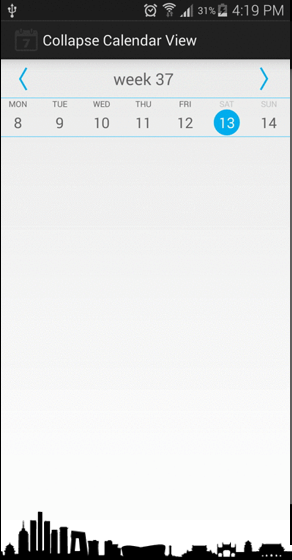 31% 4:19 PM
7 Collapse Calendar View
week 37
MON TUE WED THU FRI SAT SUN
8 9 10 11 12 13 14